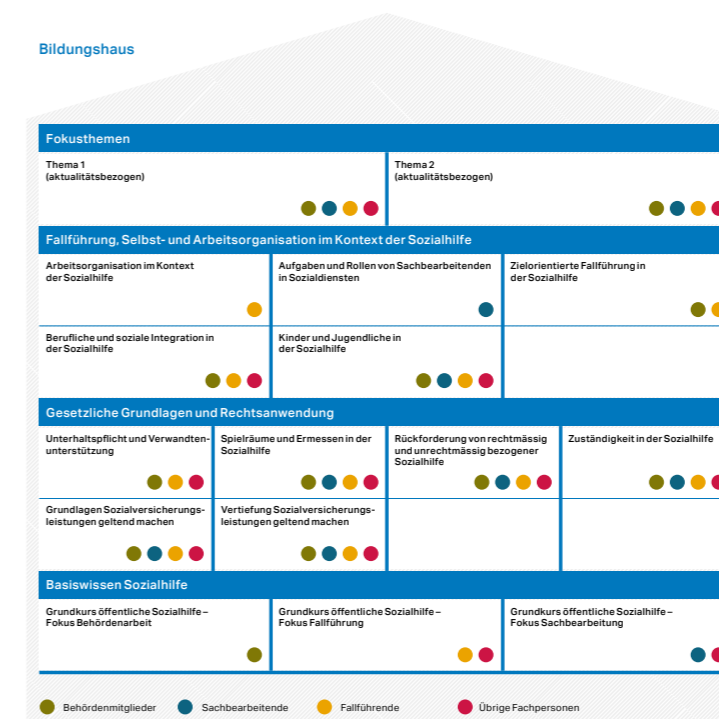 Bildungshaus
Fokusthemen
Thema 1
(aktualitätsbezogen)
Thema 2
(aktualitätsbezogen)
Fallführung, Selbst- und Arbeitsorganisation im Kontext der Sozialhilfe
Arbeitsorganisation im Kontext
der Sozialhilfe
Aufgaben und Rollen von Sachbearbeitenden
in Sozialdiensten
Zielorientierte Fallführung in
der Sozialhilfe
Berufliche und soziale Integration in
der Sozialhilfe
Kinder und Jugendliche in
der Sozialhilfe
Gesetzliche Grundlagen und Rechtsanwendung
Unterhaltspflicht und Verwandten-
unterstützung
Spielräume und Ermessen in der
Sozialhilfe
Rückforderung von rechtmässig
und unrechtmässig bezogener
Sozialhilfe
Zuständigkeit in der Sozialhilfe
Grundlagen Sozialversicherungs-
leistungen geltend machen
Vertiefung Sozialversicherungs-
leistungen geltend machen
Basiswissen Sozialhilfe
Grundkurs öffentliche Sozialhilfe –
Fokus Behördenarbeit
Grundkurs öffentliche Sozialhilfe –
Fokus Fallführung
Grundkurs öffentliche Sozialhilfe –
Fokus Sachbearbeitung
Behördenmitglieder
Sachbearbeitende
Fallführende
Übrige Fachpersonen